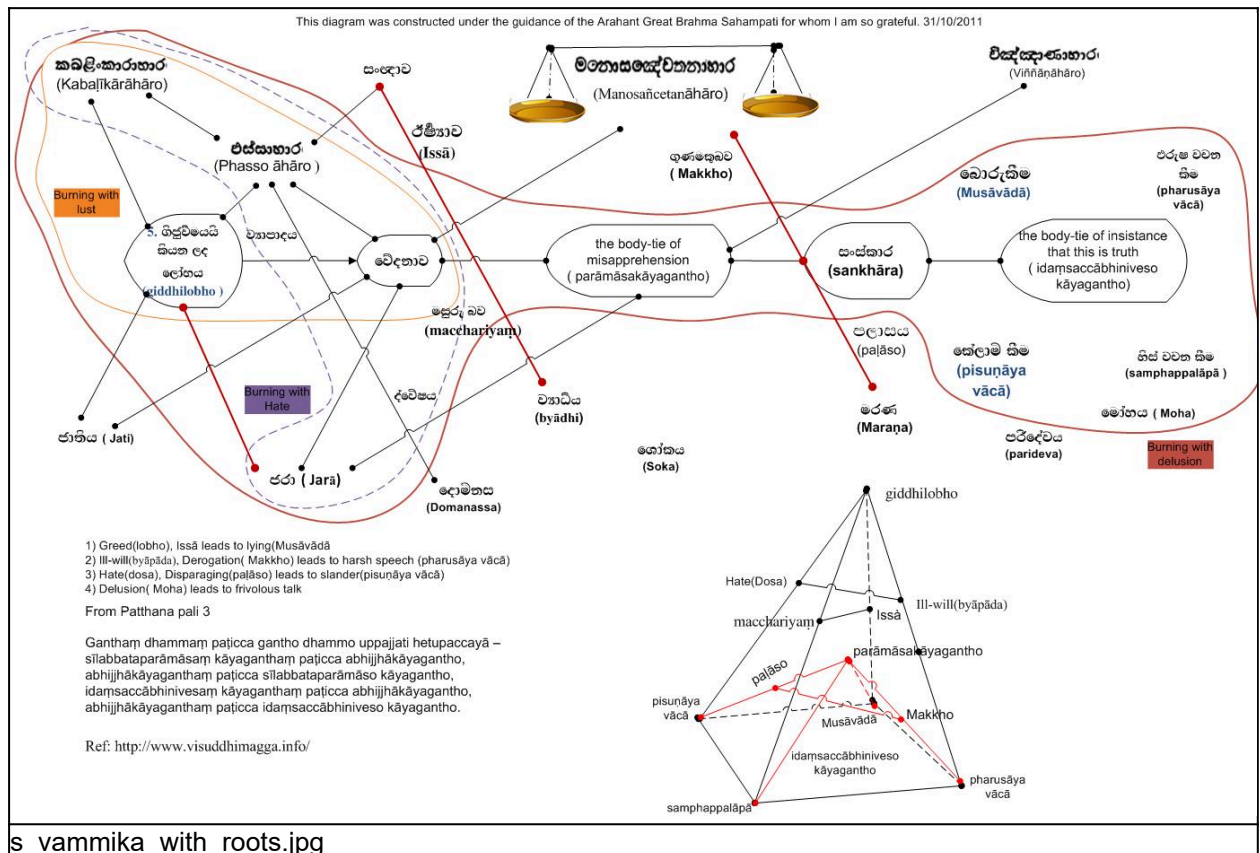 This diagram was constructed under the guidance of the Arahant Great Brahma Sahampati for whom I am so grateful. 31/10/2011
කබළිංකාරාහාර
(Kabaḷīkārāhāro)
සංඥාව
මනොසඤ්චේතනාහාර
(Manosañcetanāhāro)
විඤ්ඤාණාහාර
(Viññāṇāhāro)
ඵස්සාහාර
(Phasso āhāro )
ඊර්ෂ්‍යාව
(Issā)
ගුණමකුබව
( Makkho)
බොරුකීම
(Musāvādā)
ඵරුෂ වචන
කීම
(pharusāya
vācā)
Burning with
lust
5. ගිජුවීමයයි
කියන ලද
ලෝභය
(giddhilobho )
ව්‍යාපාදය
වේදනාව
the body-tie of
misapprehension
( parāmāsakāyagantho)
සංස්කාර
(sankhāra)
the body-tie of insistance
that this is truth
( idaṃsaccābhiniveso
kāyagantho)
මසුරු බව
(macchariyaṃ)
පලාසය
(paḷāso)
කේලාම් කීම
(pisuṇāya
vācā)
හිස් වචන කීම
(samphappalāpā )
Burning with
Hate
ද්වේෂය
ව්‍යාධිය
(byādhi)
මරණ
(Maraṇa)
මෝහය ( Moha)
ජාතිය ( Jati)
ජරා ( Jarā)
ශෝකය
(Soka)
පරිදේවය
(parideva)
Burning with
delusion
දොම්නස
(Domanassa)
giddhilobho
1) Greed(lobho), Issā leads to lying(Musāvādā
2) Ill-will(byāpāda), Derogation( Makkho) leads to harsh speech (pharusāya vācā)
3) Hate(dosa), Disparaging(paḷāso) leads to slander(pisuṇāya vācā)
4) Delusion( Moha) leads to frivolous talk
From Patthana pali 3
Ganthaṃ dhammaṃ paṭicca gantho dhammo uppajjati hetupaccayā –
sīlabbataparāmāsaṃ kāyaganthaṃ paṭicca abhijjhākāyagantho,
abhijjhākāyaganthaṃ paṭicca sīlabbataparāmāso kāyagantho,
idaṃsaccābhinivesaṃ kāyaganthaṃ paṭicca abhijjhākāyagantho,
abhijjhākāyaganthaṃ paṭicca idaṃsaccābhiniveso kāyagantho.
Ref: http://www.visuddhimagga.info/
Hate(Dosa)
Ill-will(byāpāda)
macchariyaṃ
Issā
parāmāsakāyagantho
paḷāso
pisuṇāya
vācā
Musāvādā
Makkho
idaṃsaccābhiniveso
kāyagantho
pharusāya
vācā
samphappalāpā
s_vammika_with_roots.jpg